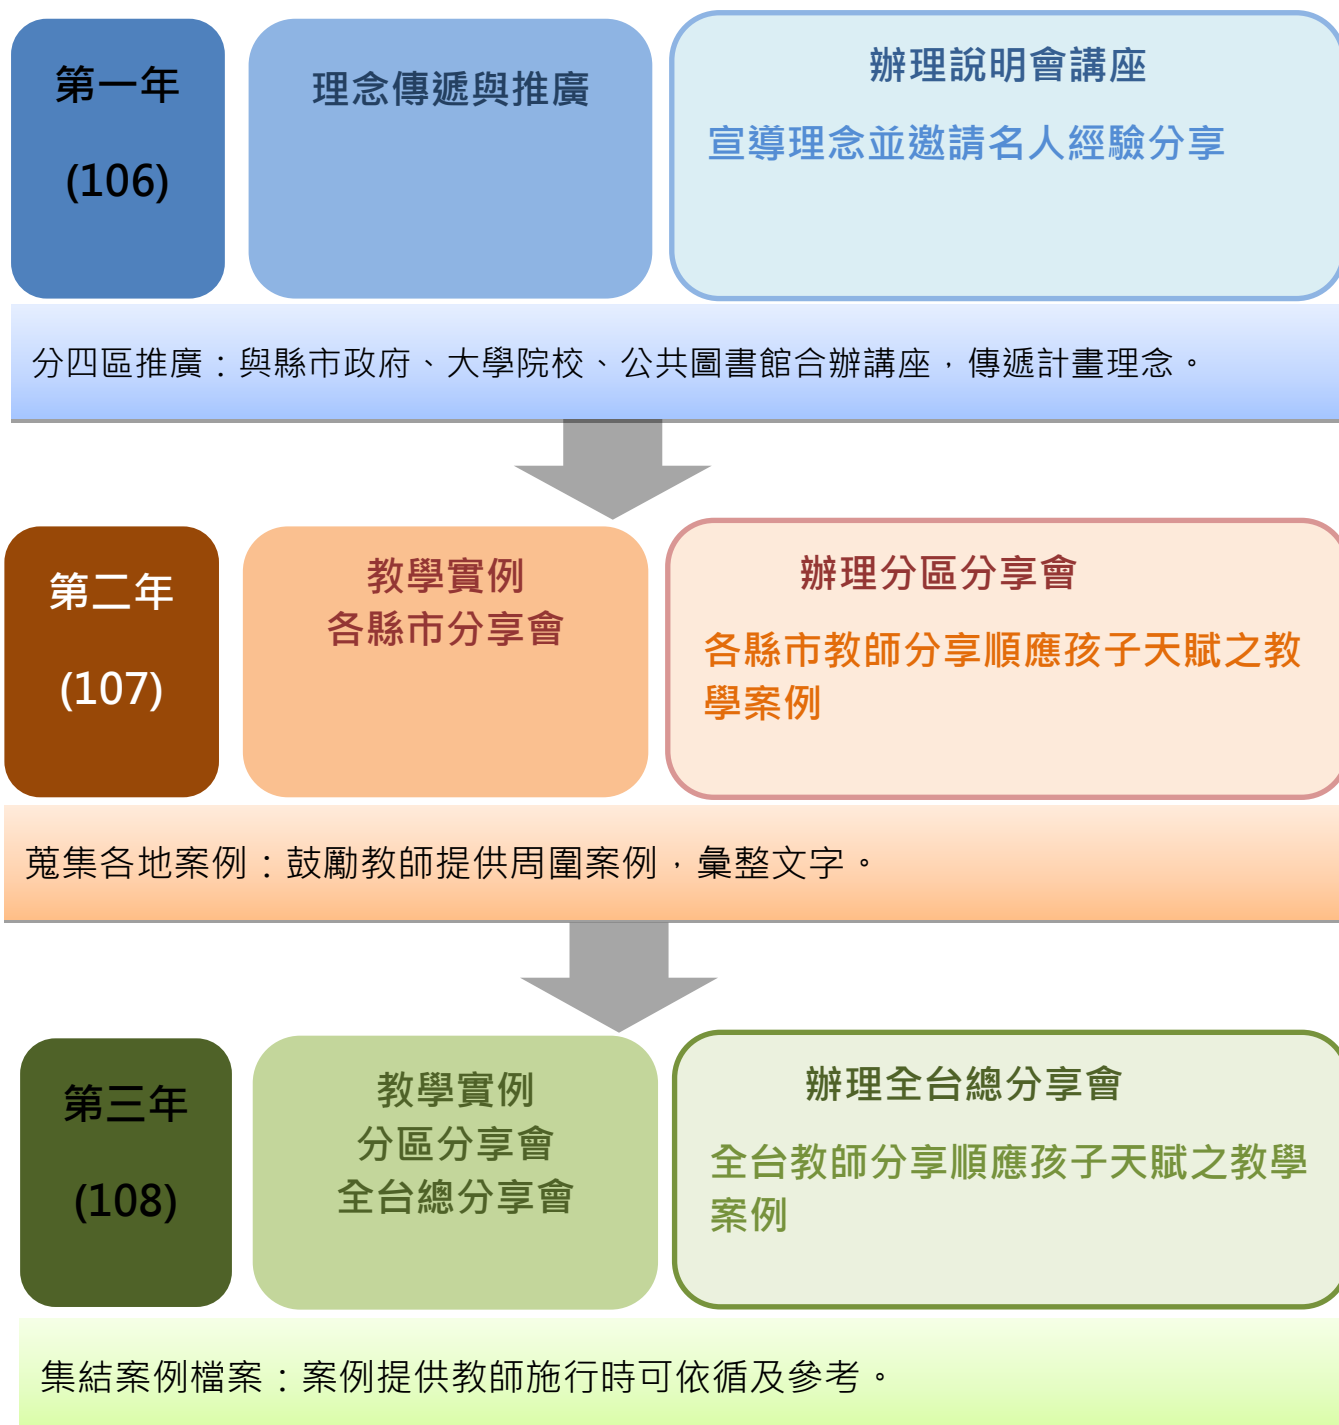 第一年
(106)
理念傳遞與推廣
辦理說明會講座
宣導理念並邀請名人經驗分享
分四區推廣：與縣市政府、大學院校、公共圖書館合辦講座，傳遞計畫理念。
第二年
(107)
教學實例
各縣市分享會
辦理分區分享會
各縣市教師分享順應孩子天賦之教
學案例
蒐集各地案例：鼓勵教師提供周圍案例，彙整文字。
第三年
(108)
教學實例
分區分享會
全台總分享會
辦理全台總分享會
全台教師分享順應孩子天賦之教學
案例
集結案例檔案：案例提供教師施行時可依循及參考。